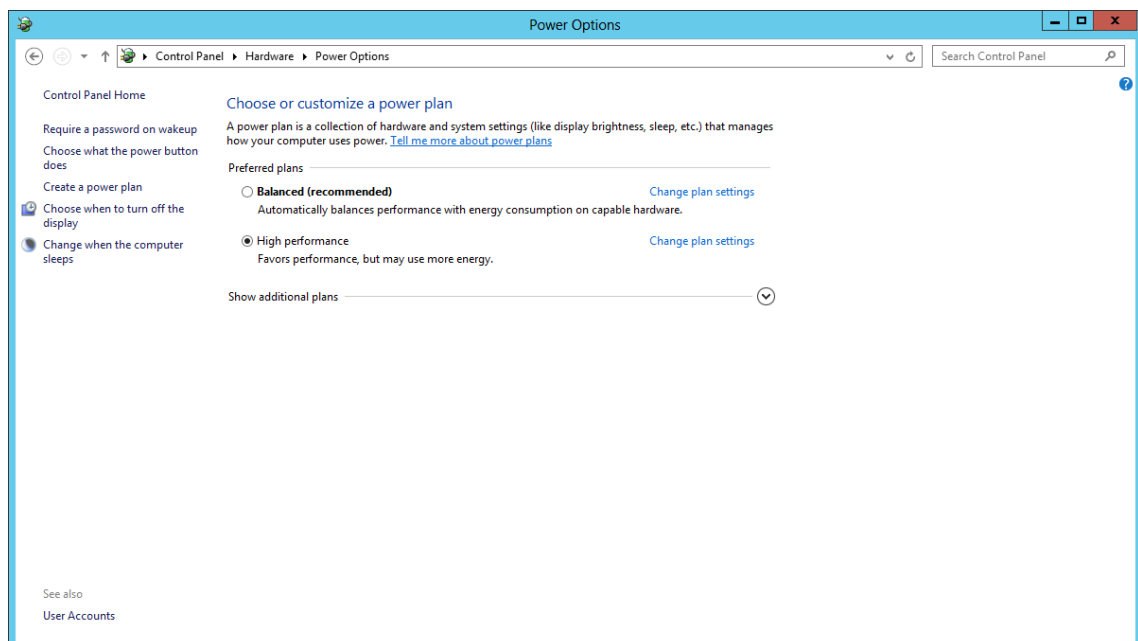 Power Options
Control Panel Hardware Power Options
Search Control Panel
Control Panel Home
Require a password on wakeup
Choose what the power button
does
Create a power plan
Choose when to turn off the
display
Change when the computer
sleeps
Choose or customize a power plan
A power plan is a collection of hardware and system settings (like display brightness, sleep, etc.) that manages
how your computer uses power. Tell me more about power plans
Preferred plans
Balanced (recommended) Change plan settings
Automatically balances performance with energy consumption on capable hardware.
High performance Change plan settings
Favors performance, but may use more energy.
Show additional plans
See also
User Accounts